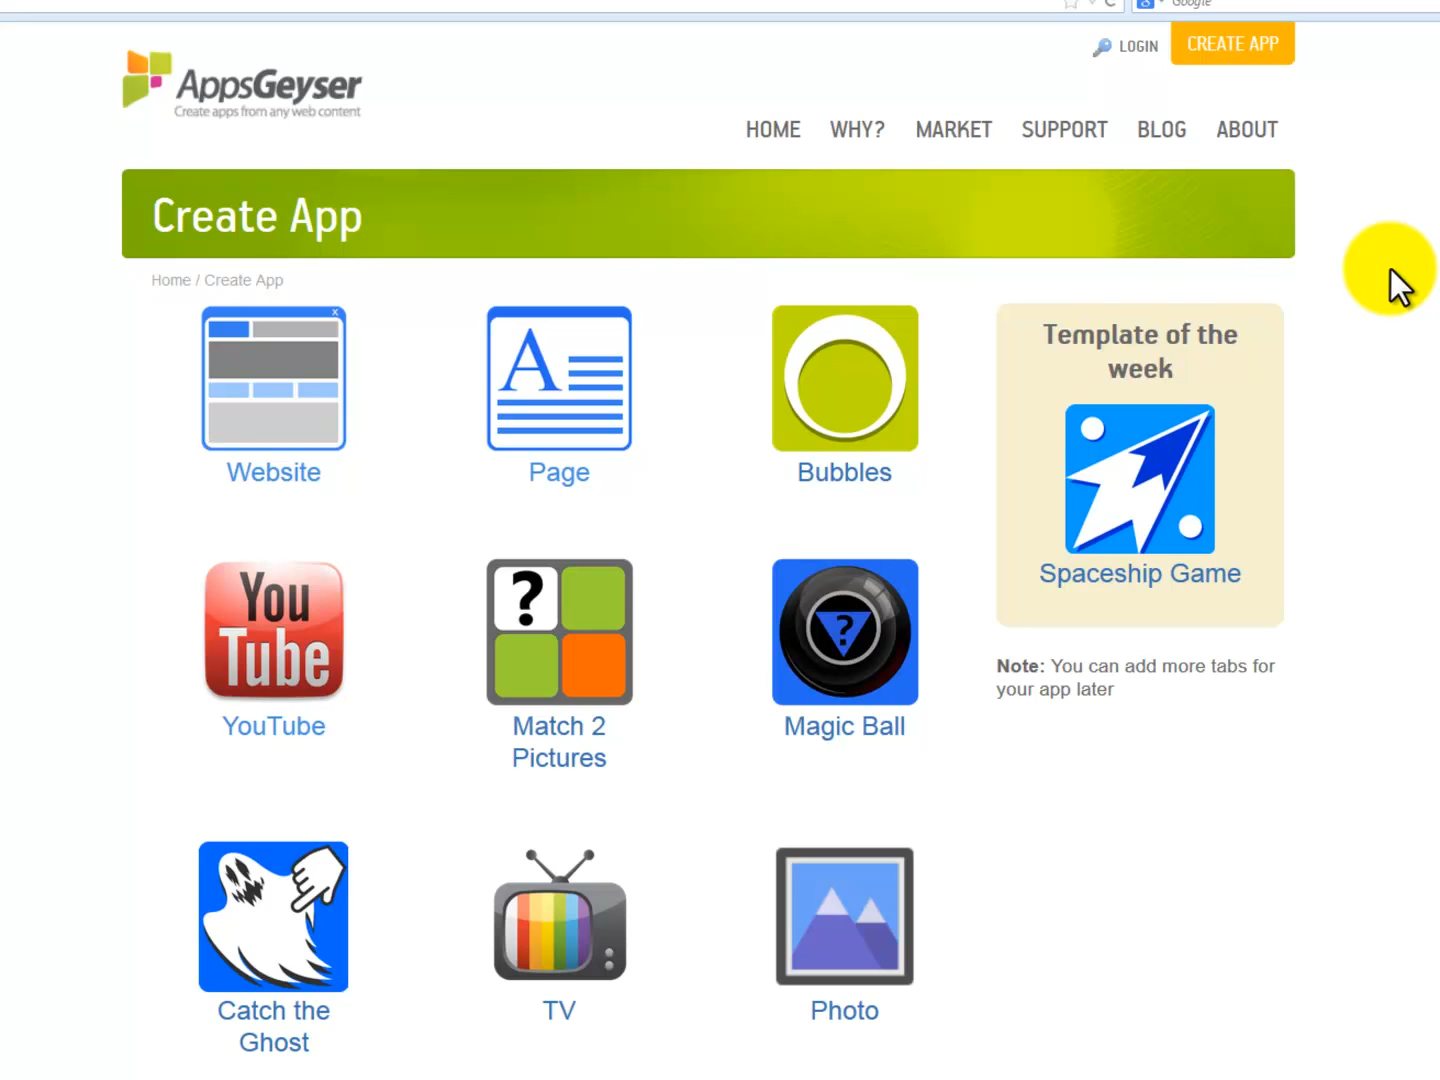 Google
LOGIN
CREATE APP
AppsGeyser
Create apps from any web content
HOME WHY? MARKET SUPPORT BLOG ABOUT
Create App
Home / Create App
X
A
Website
Page
Bubbles
Template of the
week
Spaceship Game
Note: You can add more tabs for
your app later
You
Tube
?
?
YouTube
Match 2
Pictures
Magic Ball
Catch the
Ghost
TV
Photo